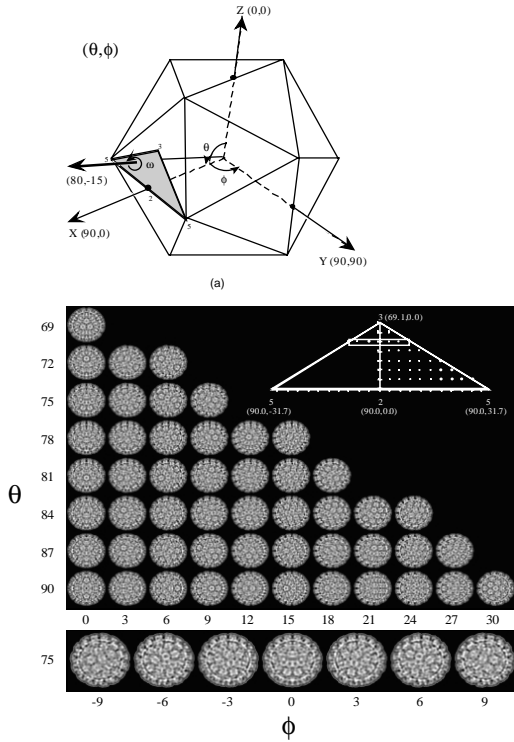 Z (0,0)
(θ,ϕ)
5
3
ω
θ
ϕ
(80,-15)
2
X (90,0)
5
Y (90,90)
(a)
69
3 (69.1,0.0)
72
75
5 2 5
(90.0,-31.7) (90.0,0.0) (90.0,31.7)
78
81
θ
84
87
90
0 3 6 9 12 15 18 21 24 27 30
75
-9 -6 -3 0 3 6 9
ϕ